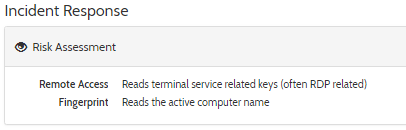 Incident Response
Risk Assessment
Remote Access Reads terminal service related keys (often RDP related)
Fingerprint Reads the active computer name